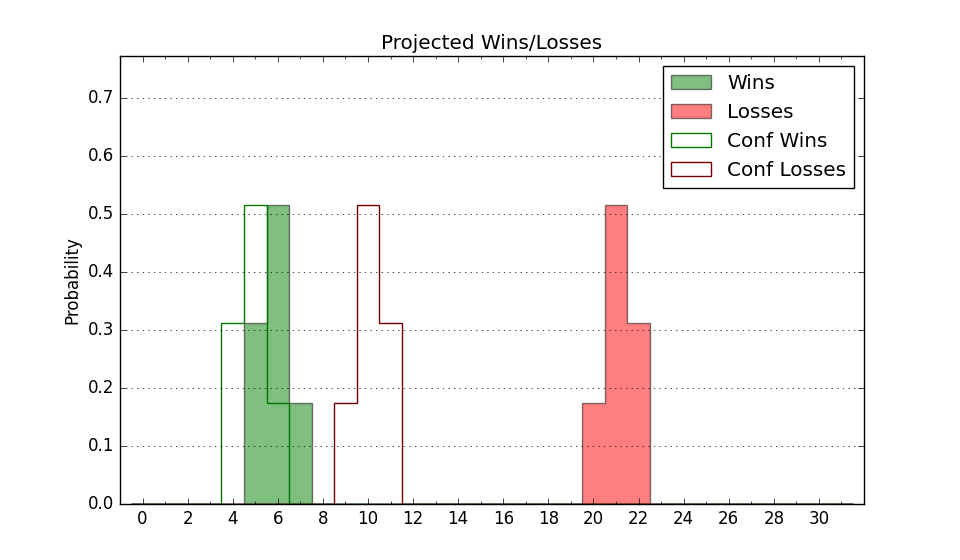 Projected Wins/Losses
Wins
Losses
Conf Wins
Conf Losses
Probability
0.7
0.6
0.5
0.4
0.3
0.2
0.1
0.0
0 2 4 6 8 10 12 14 16 18 20 22 24 26 28 30